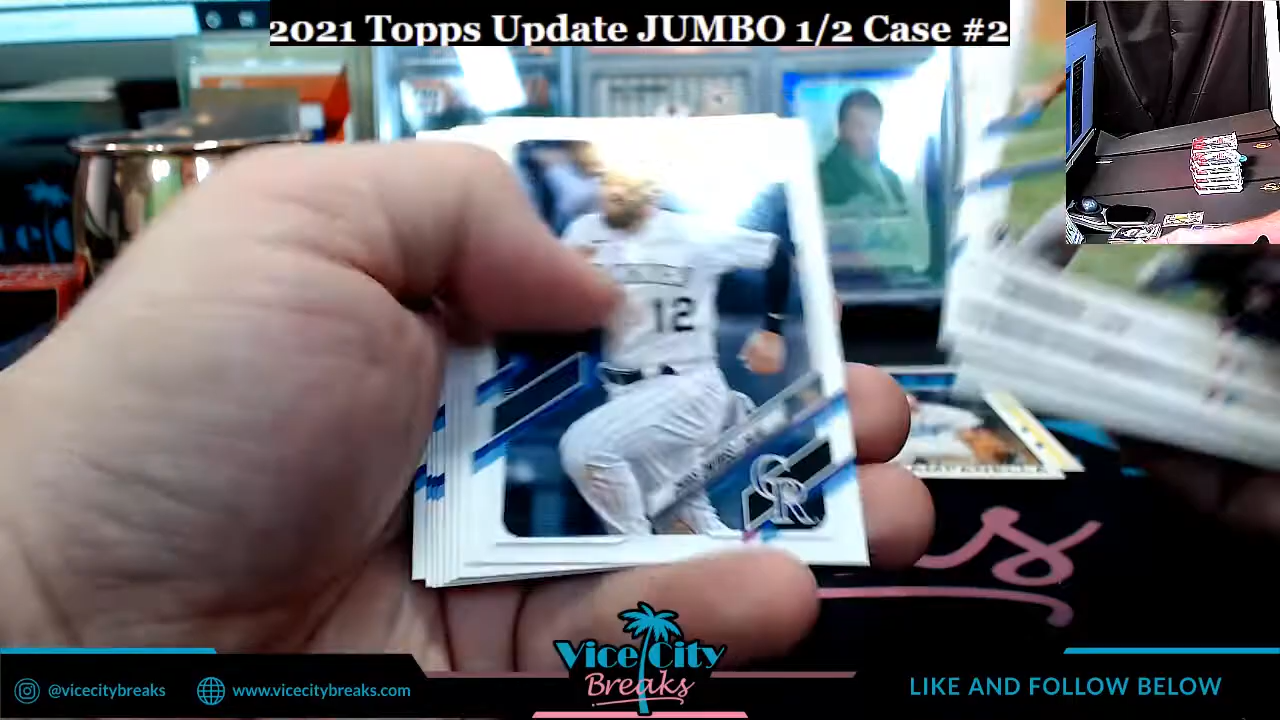 2021 Topps Update JUMBO 1/2 Case #2
12
CR
Vice City
Breaks
@vicecitybreaks
www.vicecitybreaks.com
LIKE AND FOLLOW BELOW